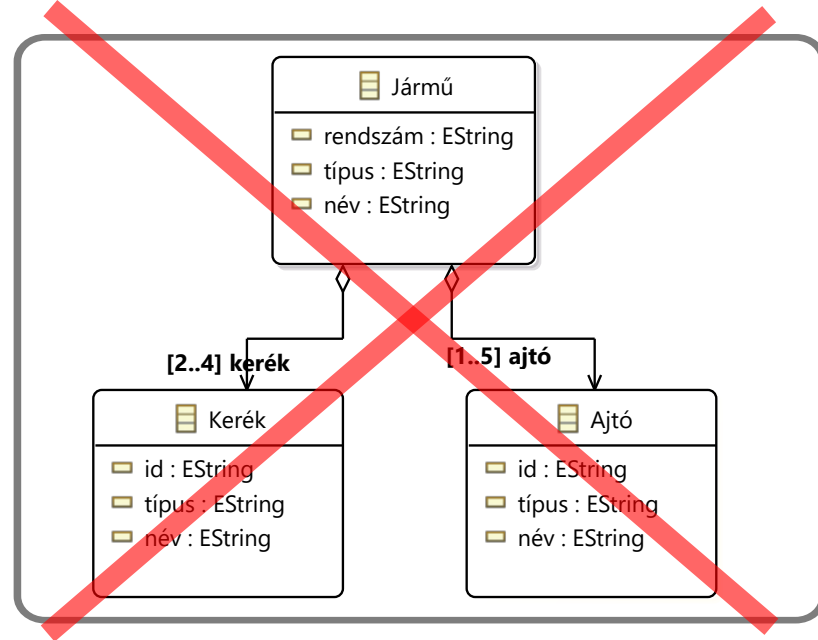 Jármű
rendszám : EString
típus : EString
név : EString
[2..4] kerék
[1..5] ajtó
Kerék
id : EString
típus : EString
név : EString
Ajtó
id : EString
típus : EString
név : EString